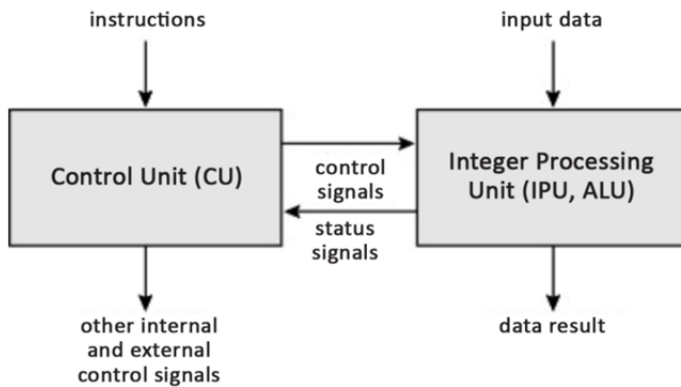 instructions
input data
Control Unit (CU)
control
signals
status
signals
Integer Processing
Unit (IPU, ALU)
other internal
and external
control signals
data result